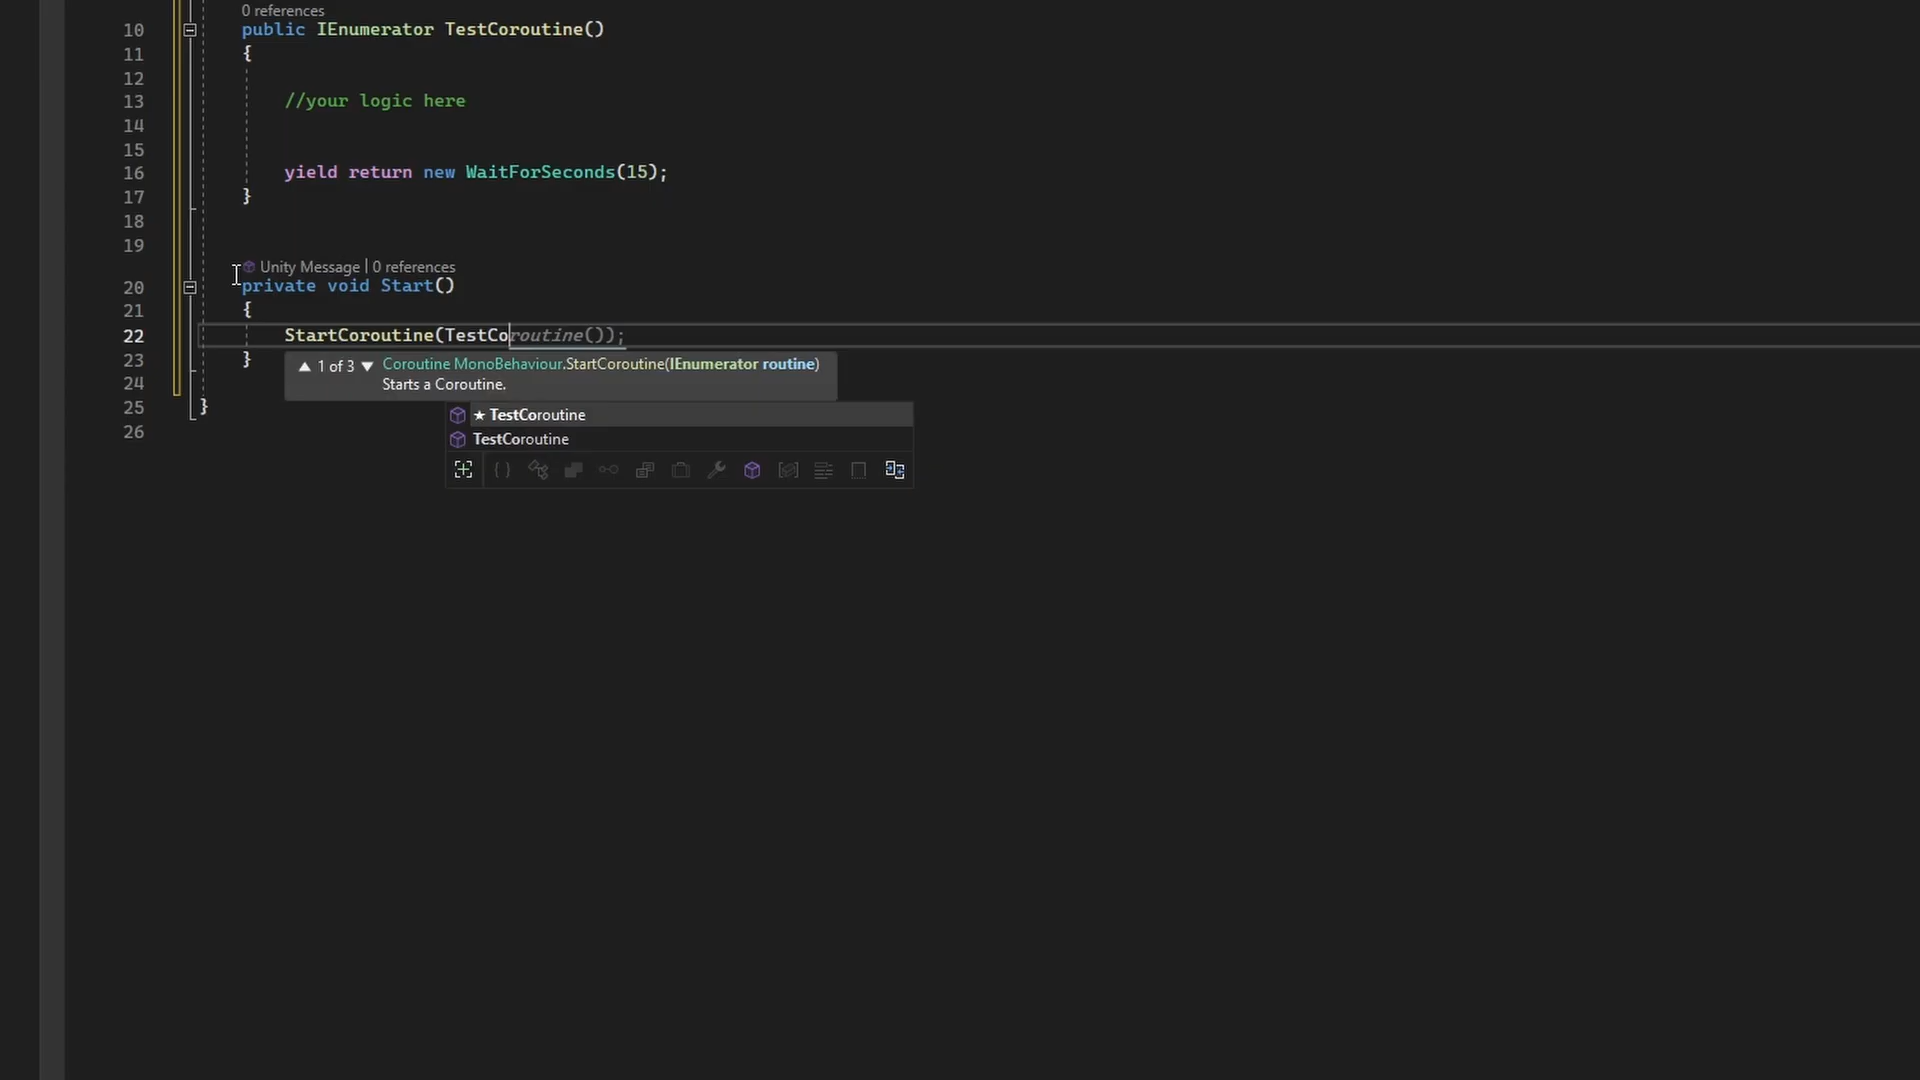 0 references
10 public IEnumerator TestCoroutine()
11 {
12
13 //your logic here
14
15
16 yield return new WaitForSeconds(15);
17 }
18
19
Unity Message | 0 references
20 private void Start()
21 {
22 StartCoroutine(TestCoroutine());
23 }
▲ 1 of 3 ▼ Coroutine MonoBehaviour.StartCoroutine(IEnumerator routine)
Starts a Coroutine.
24
25 }
★ TestCoroutine
26
TestCoroutine